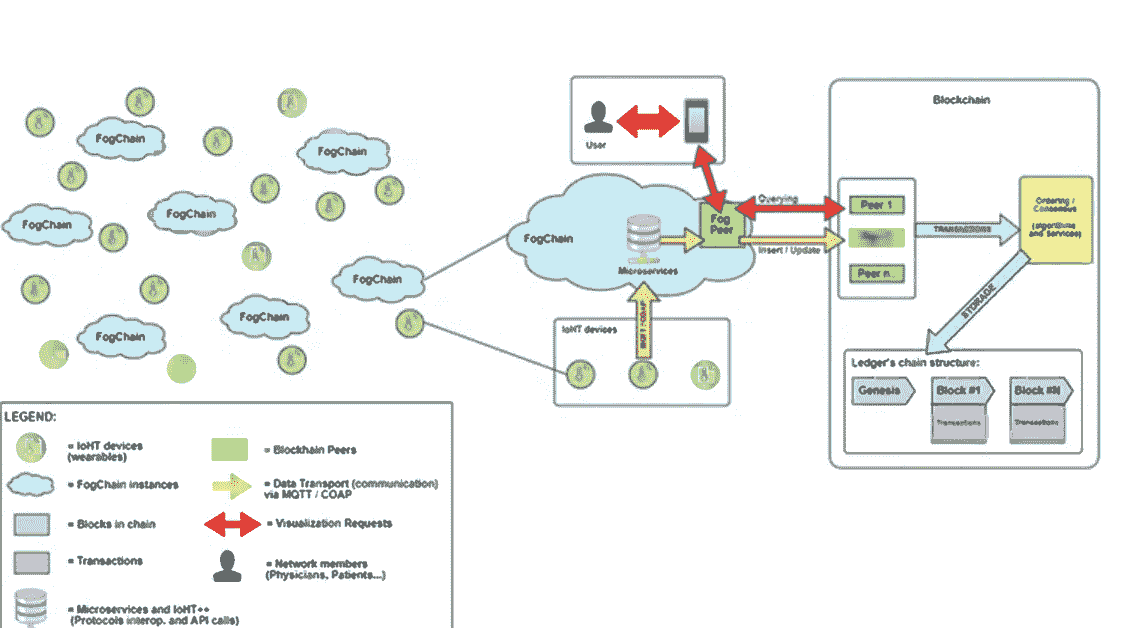 FogChain
FogChain
FogChain
FogChain
FogChain
FogChain
FogChain
User
FogChain
Microservices
Fog
Peer
Querying
Insert / Update
IoHT devices
Blockchain
Peer 1
Peer n..
TRANSACTIONS
Ordering /
Consensus
(algorithms
and Services)
STORAGE
Ledger's chain structure:
Genesis
Block #1
Block #N
Transactions
Transactions
LEGEND:
= IoHT devices
(wearables)
= FogChain instances
= Blocks in chain
= Transactions
= Microservices and IoHT++
(Protocols interop. and API calls)
= Blockhain Peers
= Data Transport (communication)
via MQTT / COAP
= Visualization Requests
= Network members
(Physicians, Patients...)